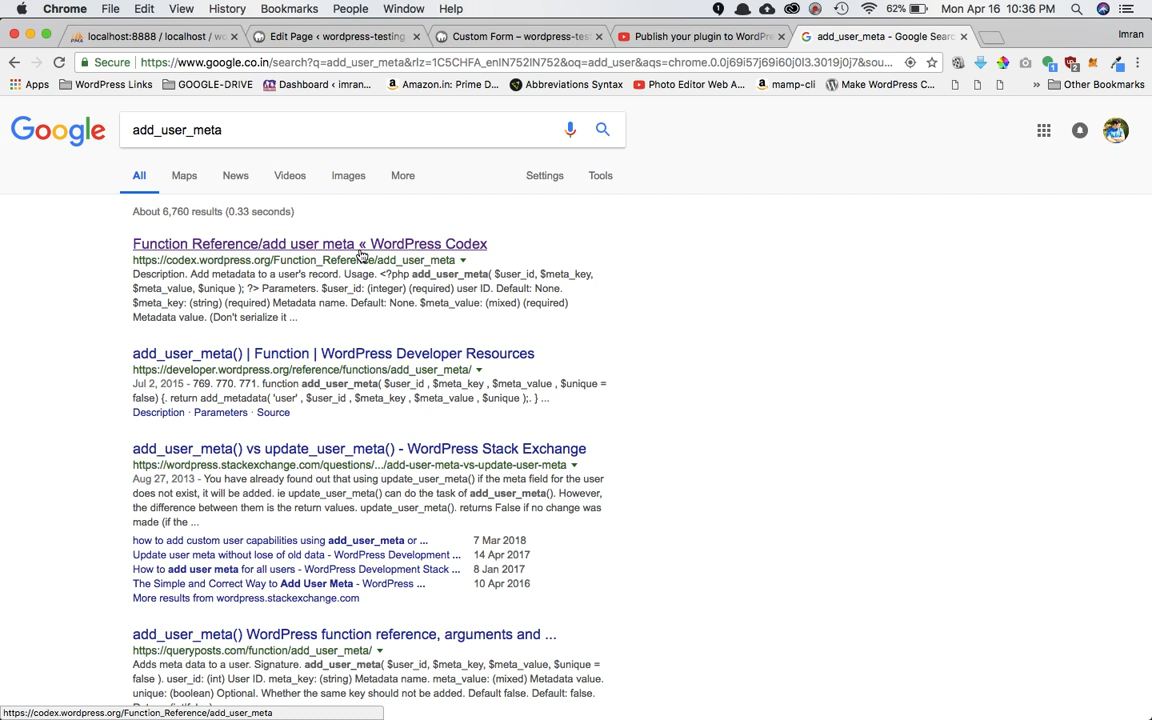 Chrome File Edit View History Bookmarks People Window Help 62% Mon Apr 16 10:36 PM
localhost:8888 / localhost / wo Edit Page ‹ wordpress-testing Custom Form – wordpress-test Publish your plugin to WordPre add_user_meta - Google Searc Imran
Secure https://www.google.co.in/search?q=add_user_meta&rlz=1C5CHFA_enIN752IN752&oq=add_user&aqs=chrome.0.0j69i57j69i60j0l3.3019j0j7&sou...
Apps WordPress Links GOOGLE-DRIVE Dashboard ‹ imran... Amazon.in: Prime D... Abbreviations Syntax Photo Editor Web A... mamp-cli Make WordPress C... » Other Bookmarks
Google add_user_meta
All Maps News Videos Images More Settings Tools
About 6,760 results (0.33 seconds)
Function Reference/add user meta « WordPress Codex
https://codex.wordpress.org/Function_Reference/add_user_meta
Description. Add metadata to a user's record. Usage. <?php add_user_meta( $user_id, $meta_key,
$meta_value, $unique ); ?> Parameters. $user_id: (integer) (required) user ID. Default: None.
$meta_key: (string) (required) Metadata name. Default: None. $meta_value: (mixed) (required)
Metadata value. (Don't serialize it ...
add_user_meta() | Function | WordPress Developer Resources
https://developer.wordpress.org/reference/functions/add_user_meta/
Jul 2, 2015 - 769. 770. 771. function add_user_meta( $user_id , $meta_key , $meta_value , $unique =
false) {. return add_metadata( 'user' , $user_id , $meta_key , $meta_value , $unique );. } ...
Description · Parameters · Source
add_user_meta() vs update_user_meta() - WordPress Stack Exchange
https://wordpress.stackexchange.com/questions/.../add-user-meta-vs-update-user-meta
Aug 27, 2013 - You have already found out that using update_user_meta() if the meta field for the user
does not exist, it will be added. ie update_user_meta() can do the task of add_user_meta(). However,
the difference between them is the return values. update_user_meta(). returns False if no change was
made (if the ...
how to add custom user capabilities using add_user_meta or ... 7 Mar 2018
Update user meta without lose of old data - WordPress Development ... 14 Apr 2017
How to add user meta for all users - WordPress Development Stack ... 8 Jan 2017
The Simple and Correct Way to Add User Meta - WordPress ... 10 Apr 2016
More results from wordpress.stackexchange.com
add_user_meta() WordPress function reference, arguments and ...
https://queryposts.com/function/add_user_meta/
Adds meta data to a user. Signature. add_user_meta( $user_id, $meta_key, $meta_value, $unique =
false ). user_id: (int) User ID. meta_key: (string) Metadata name. meta_value: (mixed) Metadata value.
unique: (boolean) Optional. Whether the same key should not be added. Default false. Default: false.
https://codex.wordpress.org/Function_Reference/add_user_meta